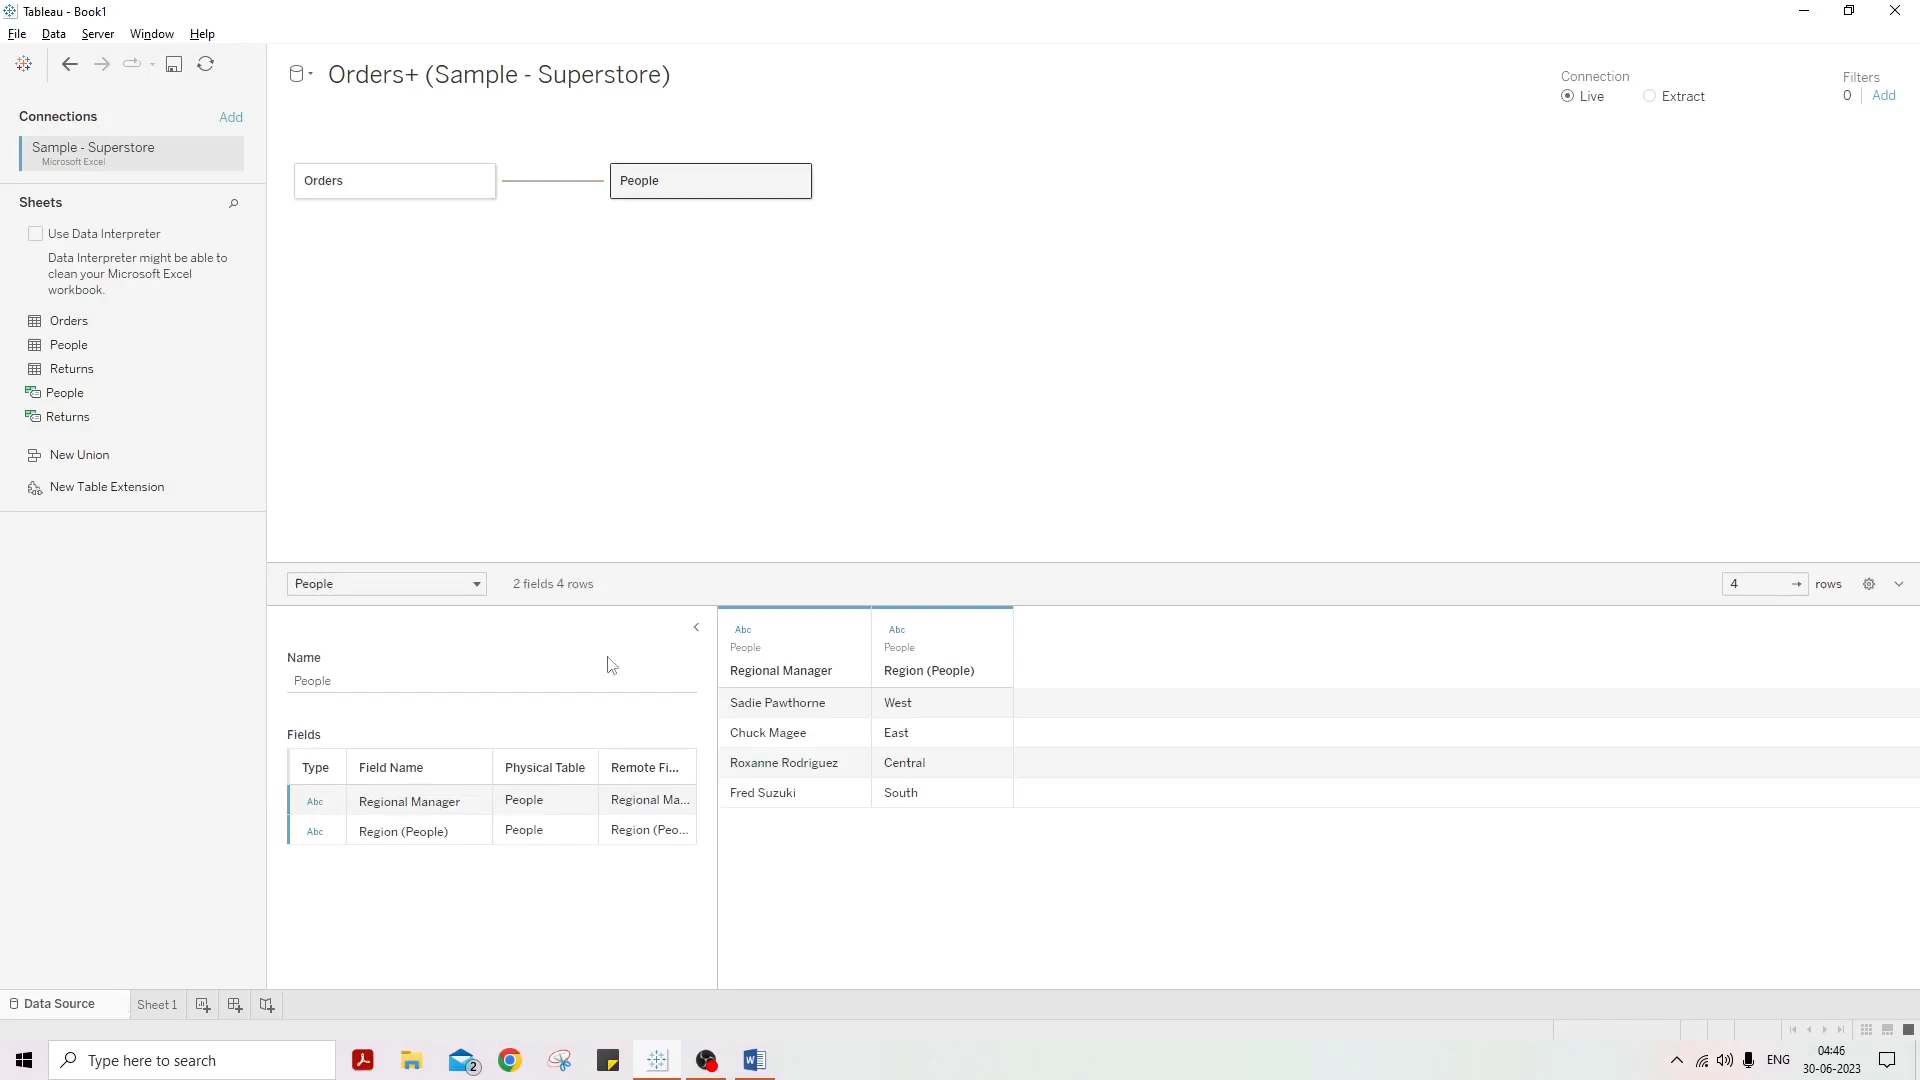 Tableau - Book1
File Data Server Window Help
Connections Add
Sample - Superstore
Microsoft Excel
Sheets
Use Data Interpreter
Data Interpreter might be able to
clean your Microsoft Excel
workbook.
Orders
People
Returns
People
Returns
New Union
New Table Extension
Orders+ (Sample - Superstore)
Connection
Live Extract
Filters
0 Add
Orders People
People 2 fields 4 rows 4 rows
Name
People
Fields
Type Field Name Physical Table Remote Fi...
Abc Regional Manager People Regional Ma...
Abc Region (People) People Region (Peo...
Abc Abc
People People
Regional Manager Region (People)
Sadie Pawthorne West
Chuck Magee East
Roxanne Rodriguez Central
Fred Suzuki South
Data Source Sheet 1
Type here to search 2 ENG 04:46
30-06-2023